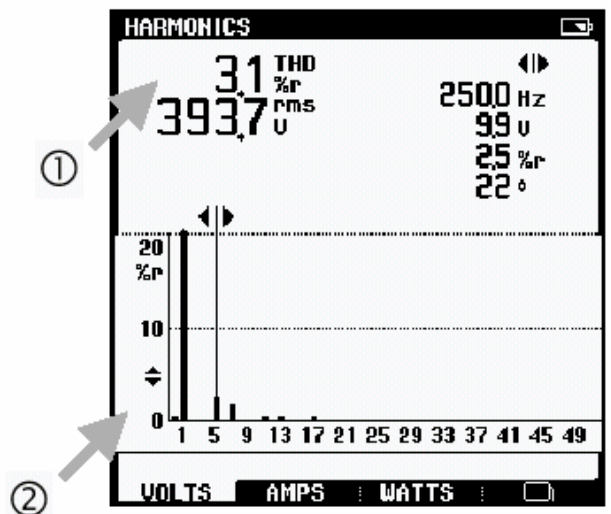 HARMONICS
3.1 THD %r
393.7 rms V
250.0 Hz
9.9 V
2.5 %r
22 °
①
20
%r
10
0
1 5 9 13 17 21 25 29 33 37 41 45 49
②
VOLTS AMPS WATTS